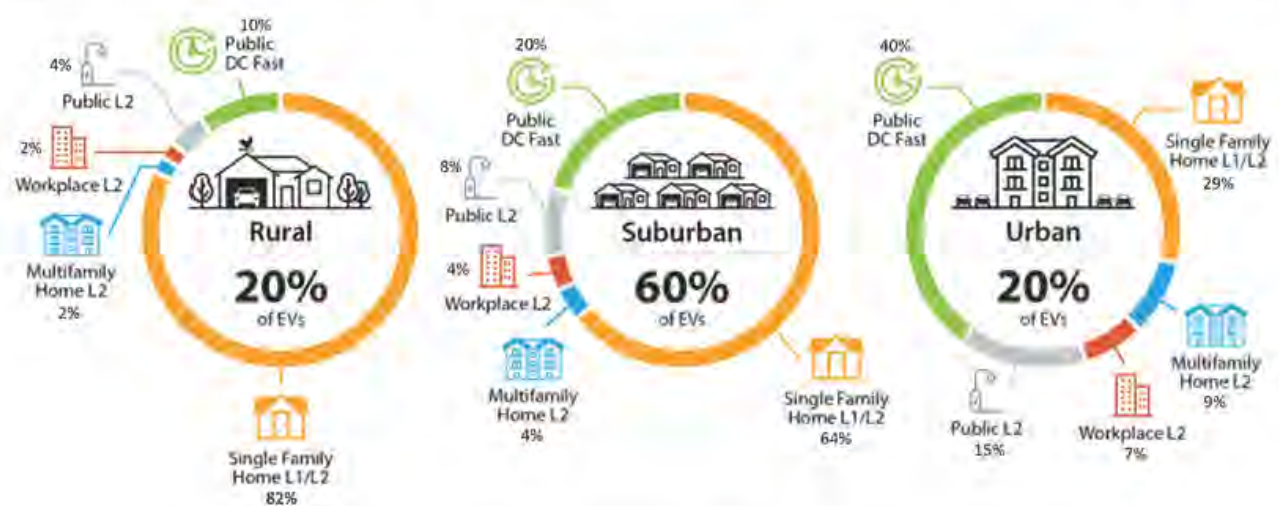 10%
Public
DC Fast
4%
Public L2
2%
Workplace L2
Multifamily
Home L2
2%
Rural
20%
of EVs
Single Family
Home L1/L2
82%
20%
Public
DC Fast
8%
Public L2
4%
Workplace L2
Multifamily
Home L2
4%
Suburban
60%
of EVs
Single Family
Home L1/L2
64%
40%
Public
DC Fast
Single Family
Home L1/L2
29%
Urban
20%
of EVs
Multifamily
Home L2
9%
Workplace L2
7%
Public L2
15%